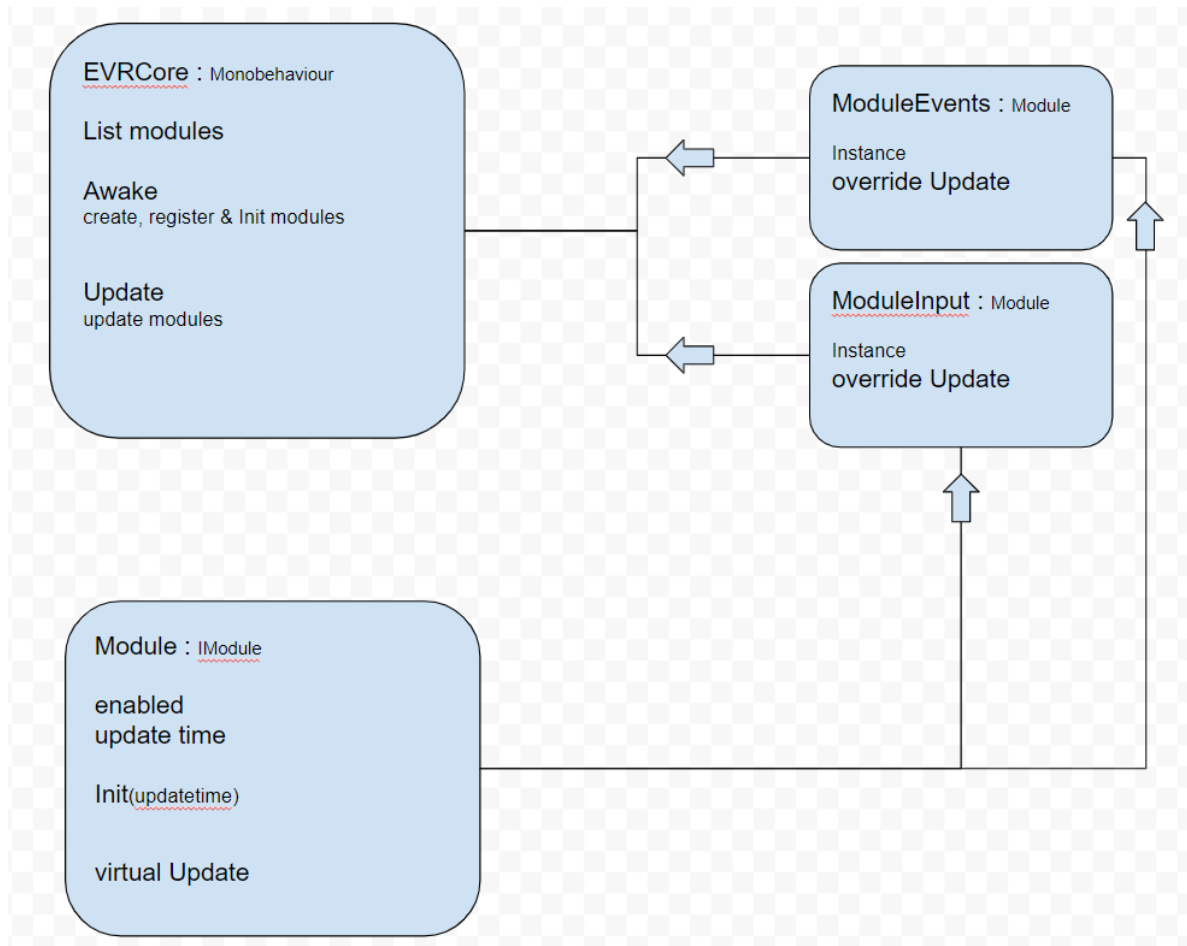 EVRCore : Monobehaviour
List modules
Awake
create, register & Init modules
Update
update modules
ModuleEvents : Module
Instance
override Update
ModuleInput : Module
Instance
override Update
Module : IModule
enabled
update time
Init(updatetime)
virtual Update